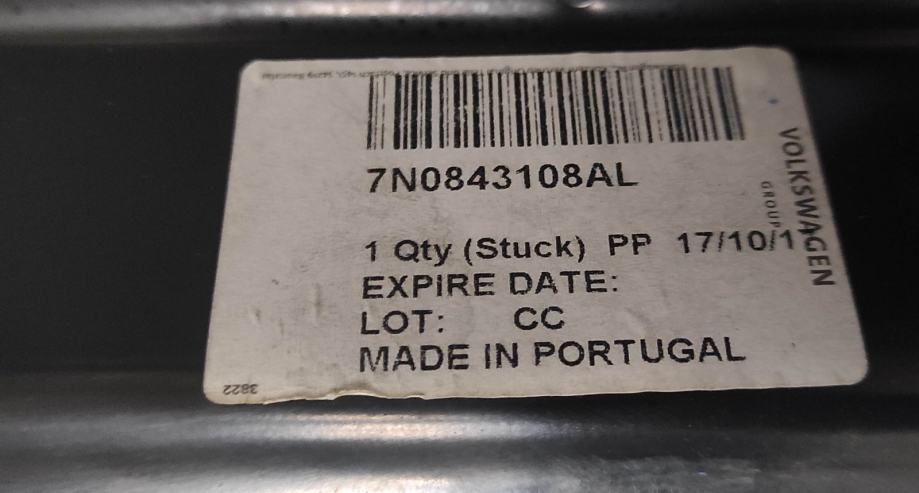 7N0843108AL
1 Qty (Stuck) PP 17/10/1
EXPIRE DATE:
LOT: CC
MADE IN PORTUGAL
VOLKSWAGEN
GROUP
3822